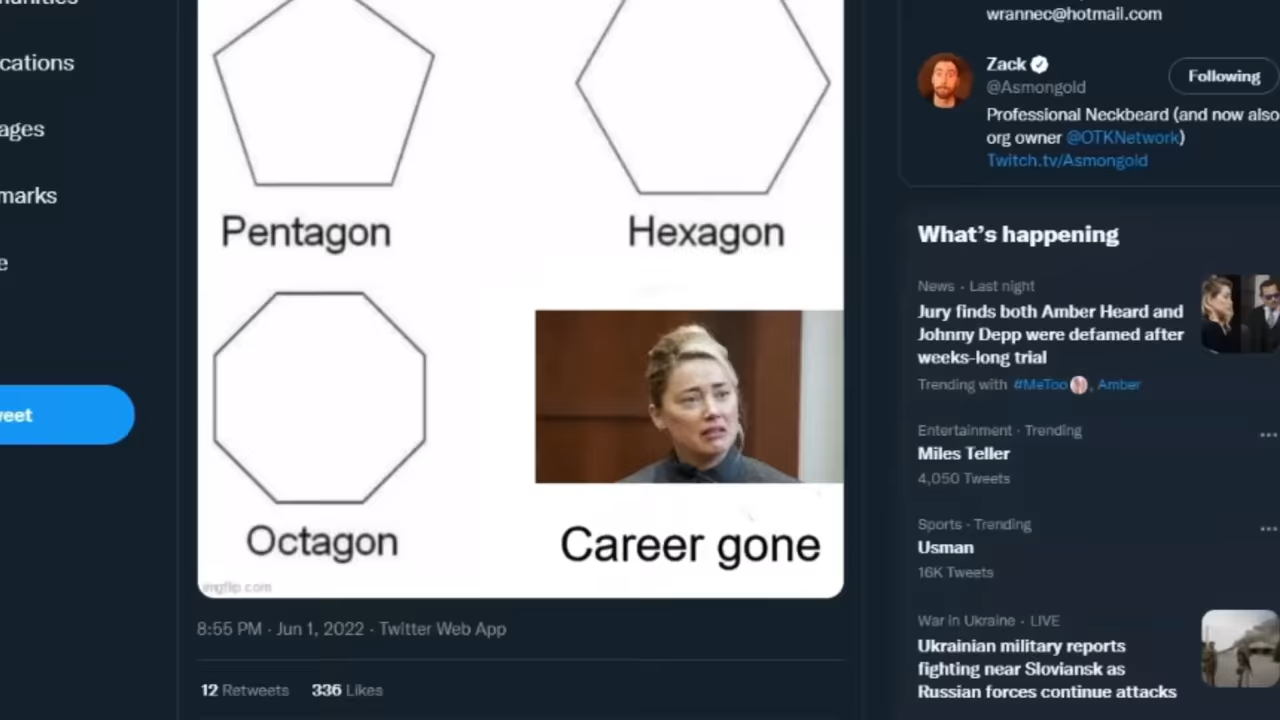 cations
ages
marks
e
weet
Pentagon
Hexagon
Octagon
Career gone
imgflip.com
8:55 PM · Jun 1, 2022 · Twitter Web App
12 Retweets 336 Likes
wrannec@hotmail.com
Zack
@Asmongold
Following
Professional Neckbeard (and now also
org owner @OTKNetwork)
Twitch.tv/Asmongold
What's happening
News · Last night
Jury finds both Amber Heard and
Johnny Depp were defamed after
weeks-long trial
Trending with #MeToo, Amber
Entertainment · Trending
Miles Teller
4,050 Tweets
Sports · Trending
Usman
16K Tweets
War in Ukraine · LIVE
Ukrainian military reports
fighting near Sloviansk as
Russian forces continue attacks